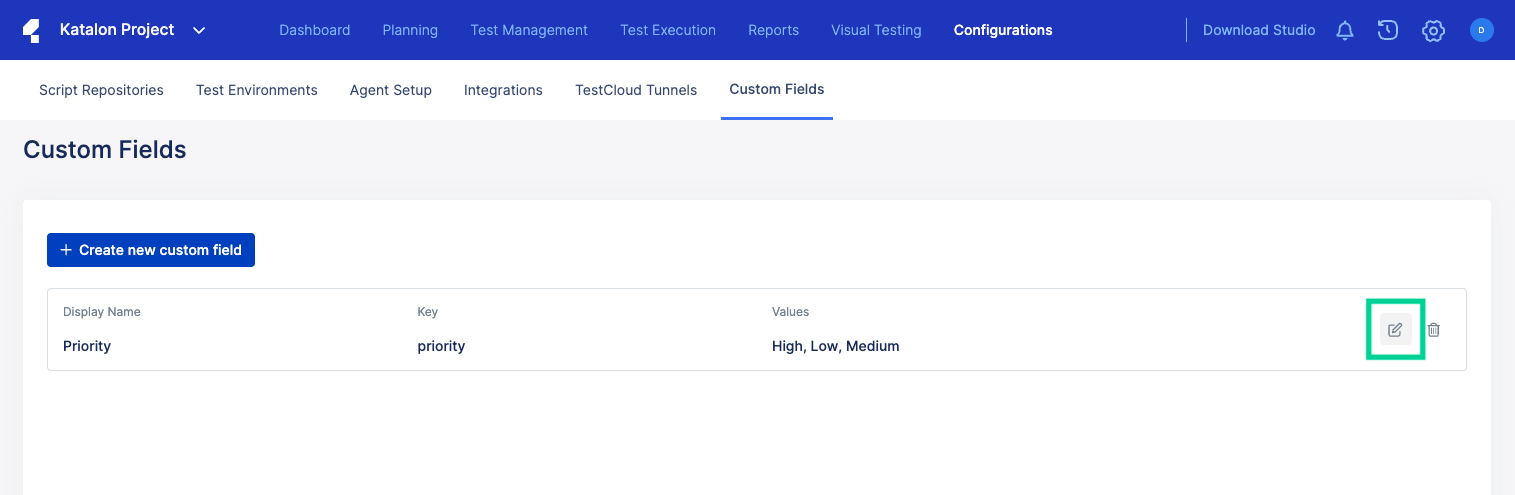 Katalon Project Dashboard Planning Test Management Test Execution Reports Visual Testing Configurations Download Studio D
Script Repositories Test Environments Agent Setup Integrations TestCloud Tunnels Custom Fields
Custom Fields
+ Create new custom field
Display Name Key Values
Priority priority High, Low, Medium